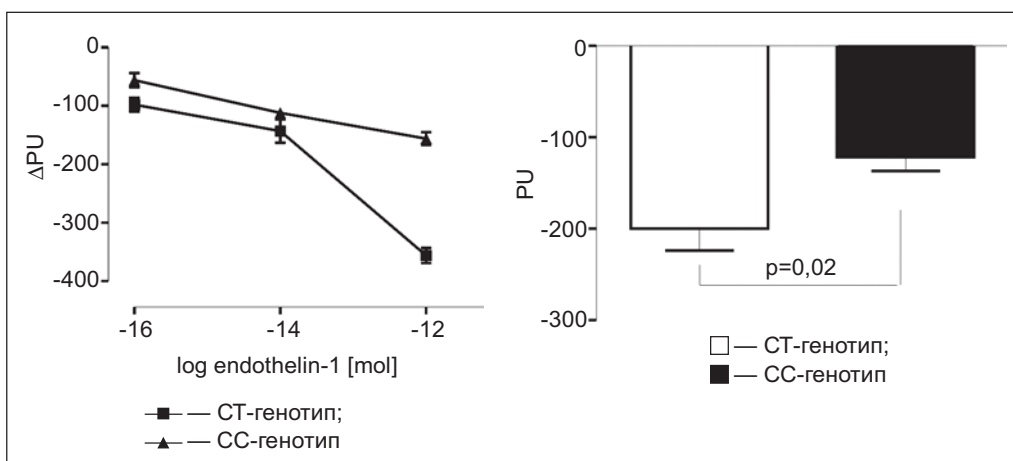 0
-100
-200
-300
-400
ΔPU
-16
-14
-12
log endothelin-1 [mol]
— CT-генотип;
— CC-генотип
0
-100
-200
-300
PU
p=0,02
— CT-генотип;
— CC-генотип